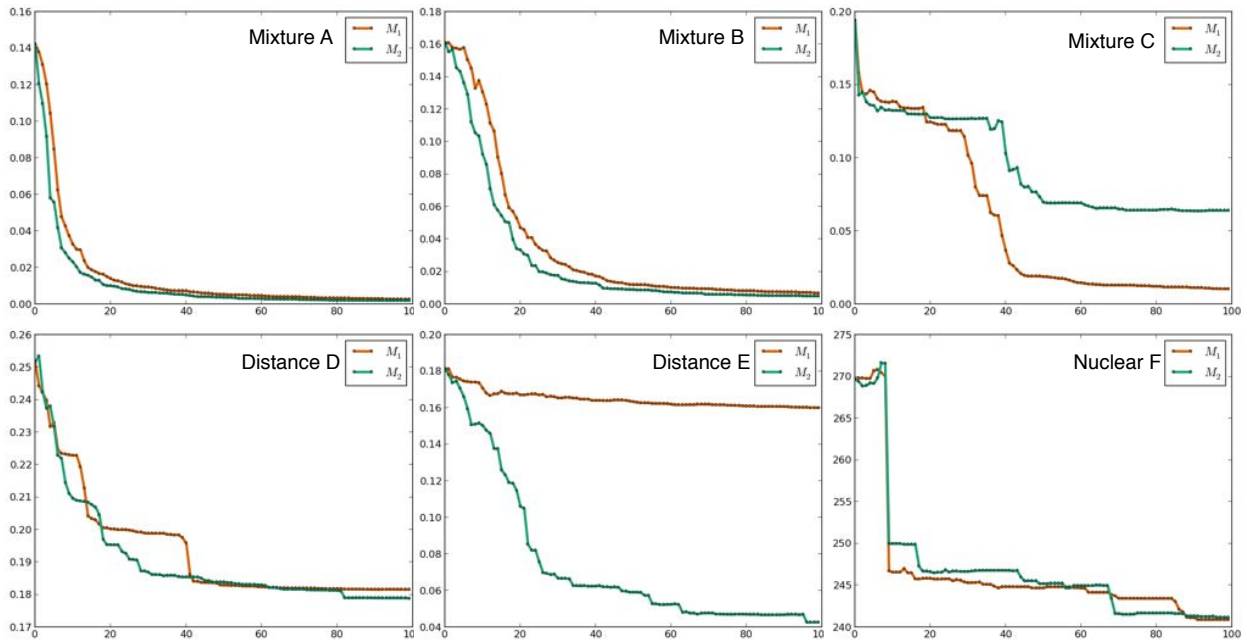 Mixture A
M1
M2
0.16
0.14
0.12
0.10
0.08
0.06
0.04
0.02
0.00
0 20 40 60 80 10
Mixture B
M1
M2
0.18
0.16
0.14
0.12
0.10
0.08
0.06
0.04
0.02
0.00
0 20 40 60 80 10
Mixture C
M1
M2
0.20
0.15
0.10
0.05
0.00
0 20 40 60 80 100
Distance D
M1
M2
0.26
0.25
0.24
0.23
0.22
0.21
0.20
0.19
0.18
0.17
0 20 40 60 80 10
Distance E
M1
M2
0.20
0.18
0.16
0.14
0.12
0.10
0.08
0.06
0.04
0 20 40 60 80 10
Nuclear F
M1
M2
275
270
265
260
255
250
245
240
0 20 40 60 80 100